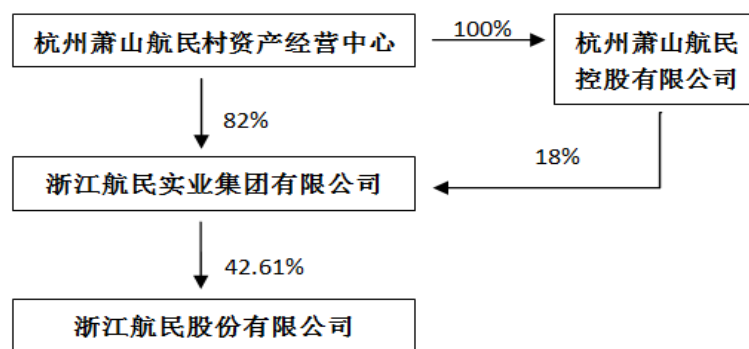 杭州萧山航民村资产经营中心
100%
杭州萧山航民
控股有限公司
82%
18%
浙江航民实业集团有限公司
42.61%
浙江航民股份有限公司